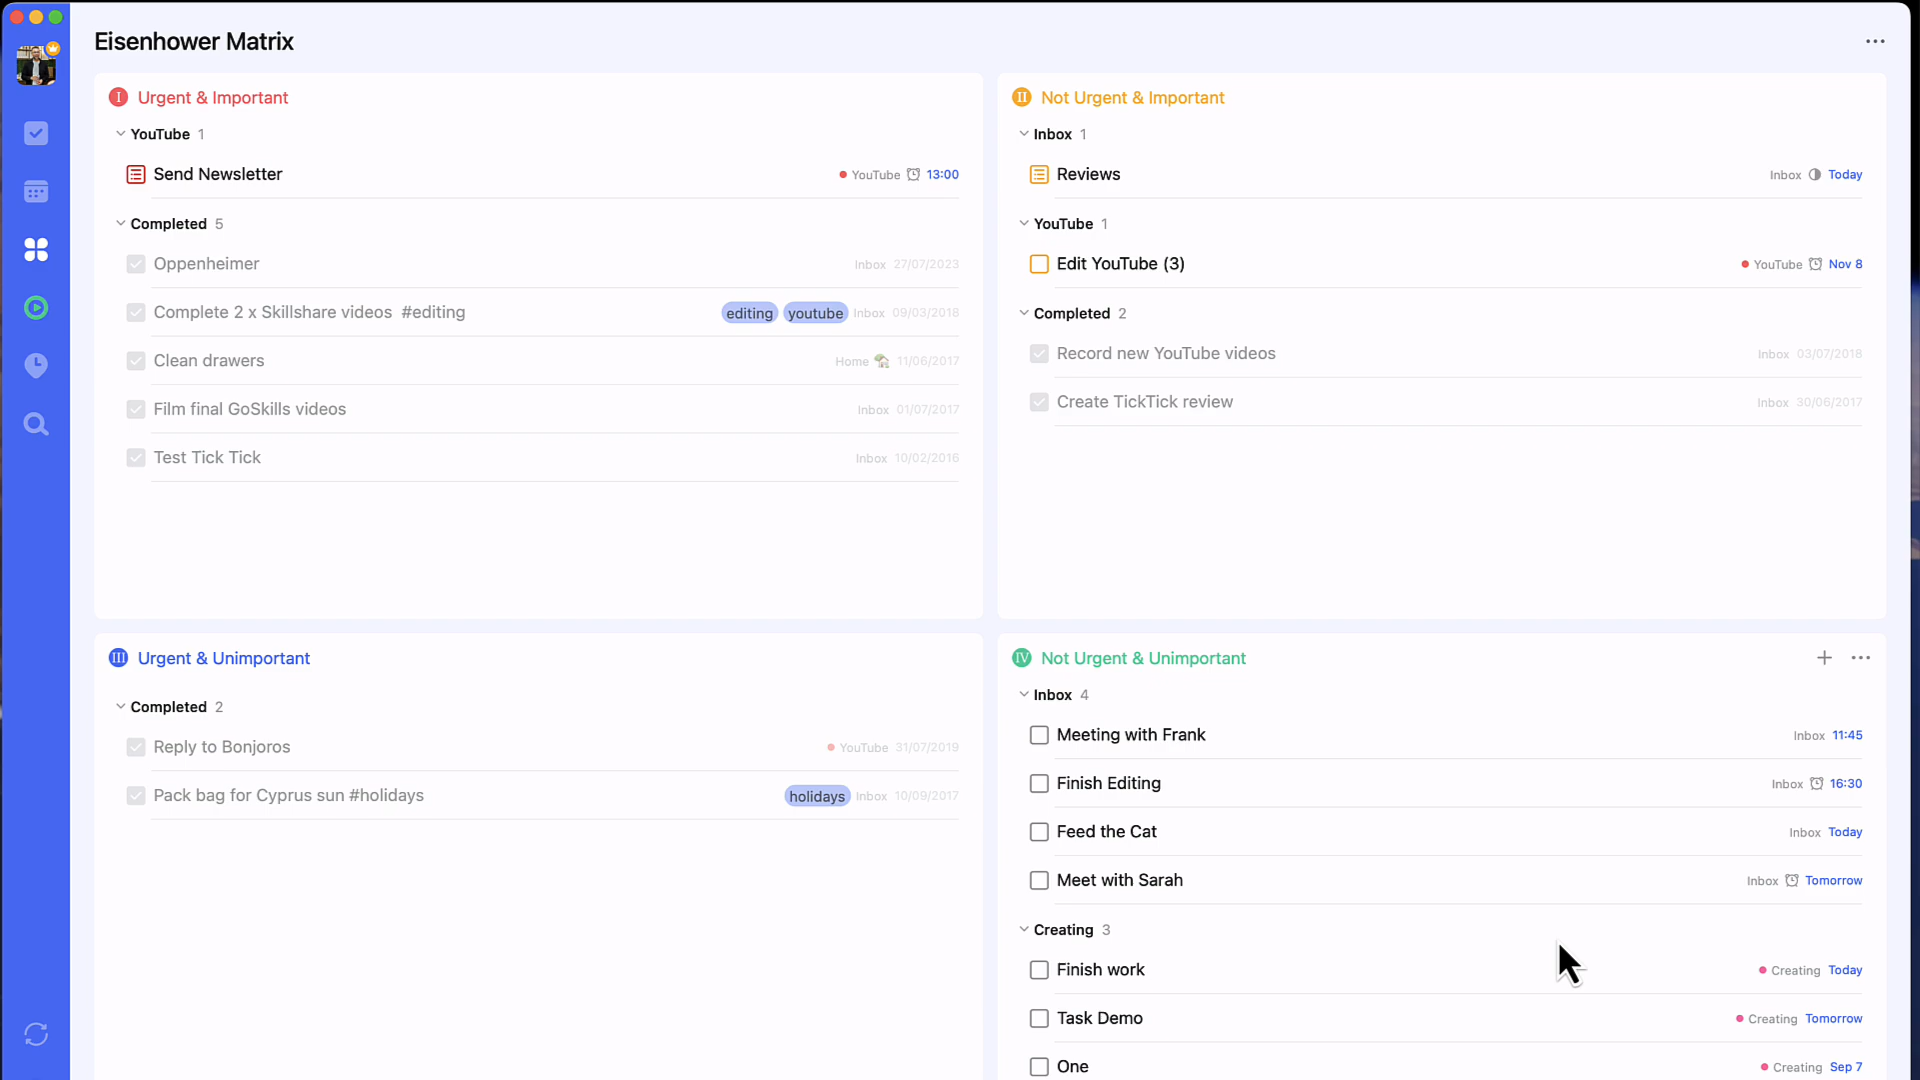 Eisenhower Matrix
I Urgent & Important
YouTube 1
Send Newsletter YouTube 13:00
Completed 5
Oppenheimer Inbox 27/07/2023
Complete 2 x Skillshare videos #editing editing youtube Inbox 09/03/2018
Clean drawers Home 11/06/2017
Film final GoSkills videos Inbox 01/07/2017
Test Tick Tick Inbox 10/02/2016
II Not Urgent & Important
Inbox 1
Reviews Inbox Today
YouTube 1
Edit YouTube (3) YouTube Nov 8
Completed 2
Record new YouTube videos Inbox 03/07/2018
Create TickTick review Inbox 30/06/2017
III Urgent & Unimportant
Completed 2
Reply to Bonjoros YouTube 31/07/2019
Pack bag for Cyprus sun #holidays holidays Inbox 10/09/2017
IV Not Urgent & Unimportant
Inbox 4
Meeting with Frank Inbox 11:45
Finish Editing Inbox 16:30
Feed the Cat Inbox Today
Meet with Sarah Inbox Tomorrow
Creating 3
Finish work Creating Today
Task Demo Creating Tomorrow
One Creating Sep 7